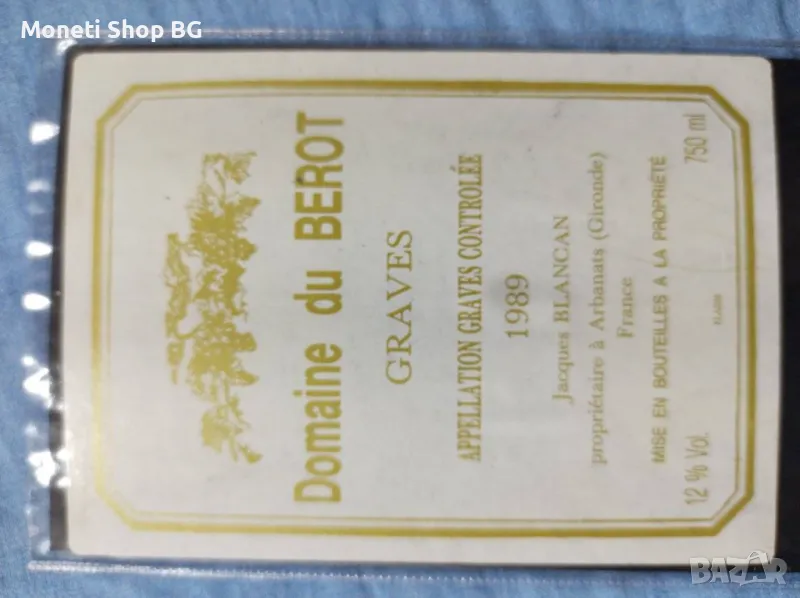 Moneti Shop BG
Domaine du BEROT
GRAVES
APPELLATION GRAVES CONTROLÉE
1989
Jacques BLANCAN
propriétaire à Arbanats (Gironde)
France
MISE EN BOUTEILLES A LA PROPRIÉTÉ
12 % Vol. 750 ml
BAZAR